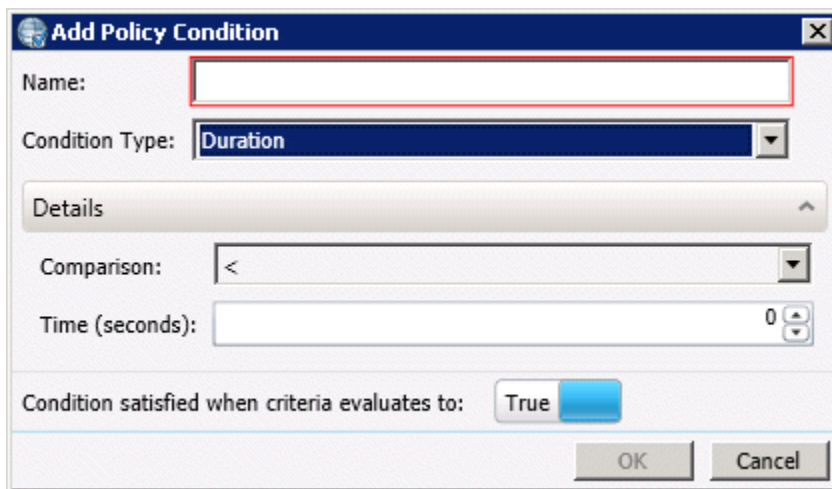 Add Policy Condition
Name:
Condition Type: Duration
Details
Comparison: <
Time (seconds): 0
Condition satisfied when criteria evaluates to: True
OK Cancel